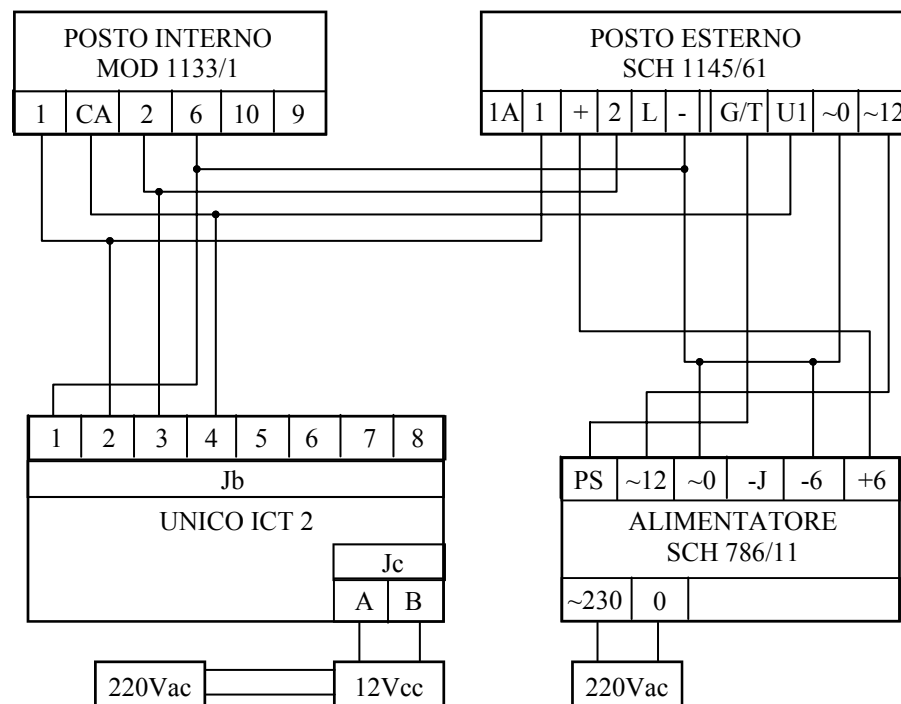 POSTO INTERNO
MOD 1133/1
1 CA 2 6 10 9
POSTO ESTERNO
SCH 1145/61
1A 1 + 2 L - G/T U1 ~0 ~12
1 2 3 4 5 6 7 8
Jb
UNICO ICT 2
Jc
A B
220Vac
12Vcc
PS ~12 ~0 -J -6 +6
ALIMENTATORE
SCH 786/11
~230 0
220Vac